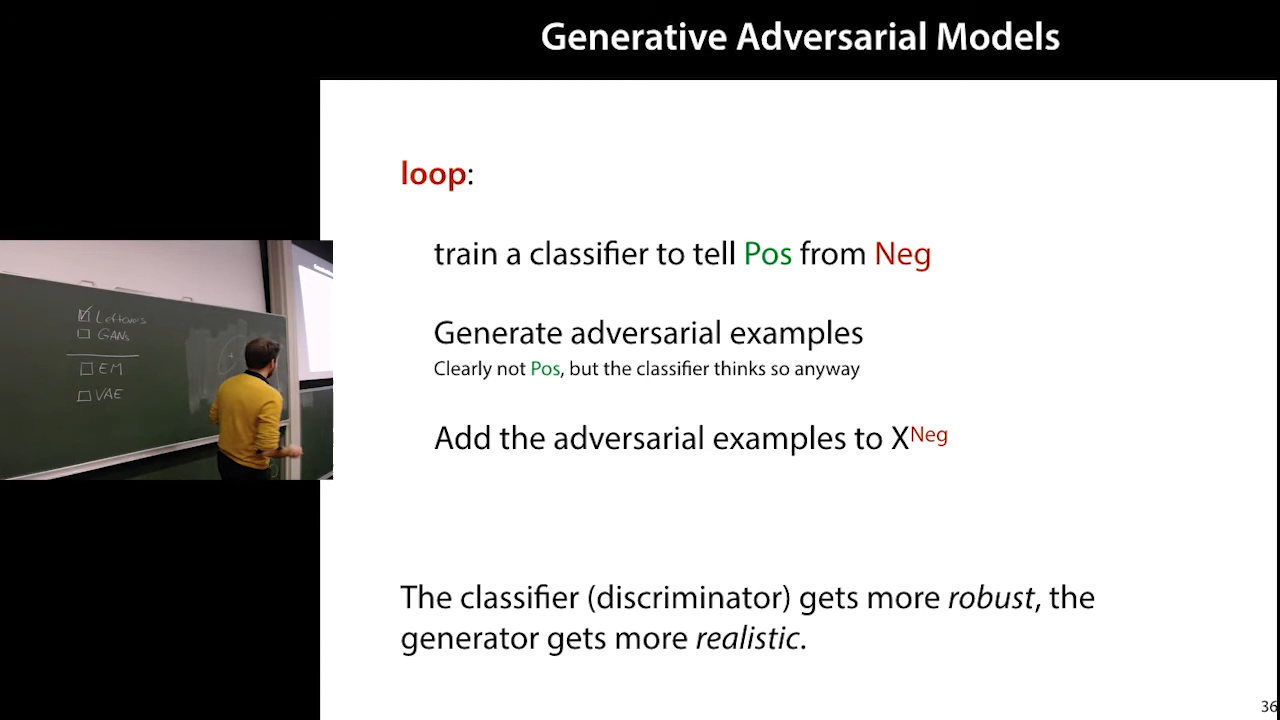 Generative Adversarial Models
loop:
train a classifier to tell Pos from Neg
Generate adversarial examples
Clearly not Pos, but the classifier thinks so anyway
Add the adversarial examples to X^Neg
The classifier (discriminator) gets more robust, the
generator gets more realistic.
36
Leftovers
GANs
EM
VAE